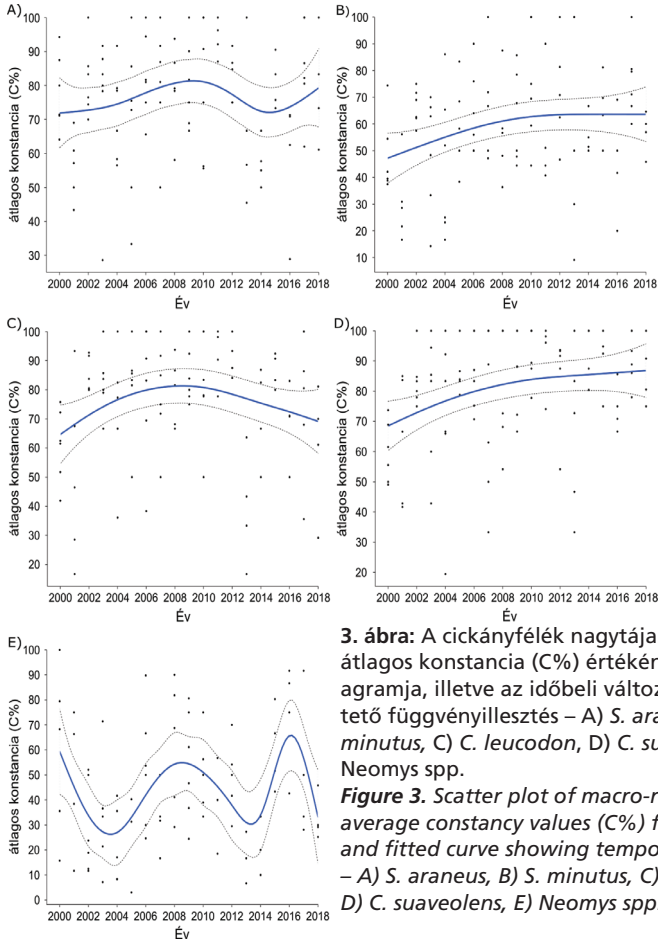 A)
átlagos konstancia (C%)
100
90
80
70
60
50
40
30
2000 2002 2004 2006 2008 2010 2012 2014 2016 2018
Év
B)
átlagos konstancia (C%)
100
90
80
70
60
50
40
30
20
10
2000 2002 2004 2006 2008 2010 2012 2014 2016 2018
Év
C)
átlagos konstancia (C%)
100
90
80
70
60
50
40
30
20
2000 2002 2004 2006 2008 2010 2012 2014 2016 2018
Év
D)
átlagos konstancia (C%)
100
90
80
70
60
50
40
30
20
2000 2002 2004 2006 2008 2010 2012 2014 2016 2018
Év
E)
átlagos konstancia (C%)
100
90
80
70
60
50
40
30
20
10
0
2000 2002 2004 2006 2008 2010 2012 2014 2016 2018
Év
3. ábra: A cickányfélék nagytája
átlagos konstancia (C%) értékén
agramja, illetve az időbeli változ
tető függvényillesztés – A) S. ara
minutus, C) C. leucodon, D) C. su
Neomys spp.
Figure 3. Scatter plot of macro-r
average constancy values (C%) f
and fitted curve showing tempo
– A) S. araneus, B) S. minutus, C)
D) C. suaveolens, E) Neomys spp